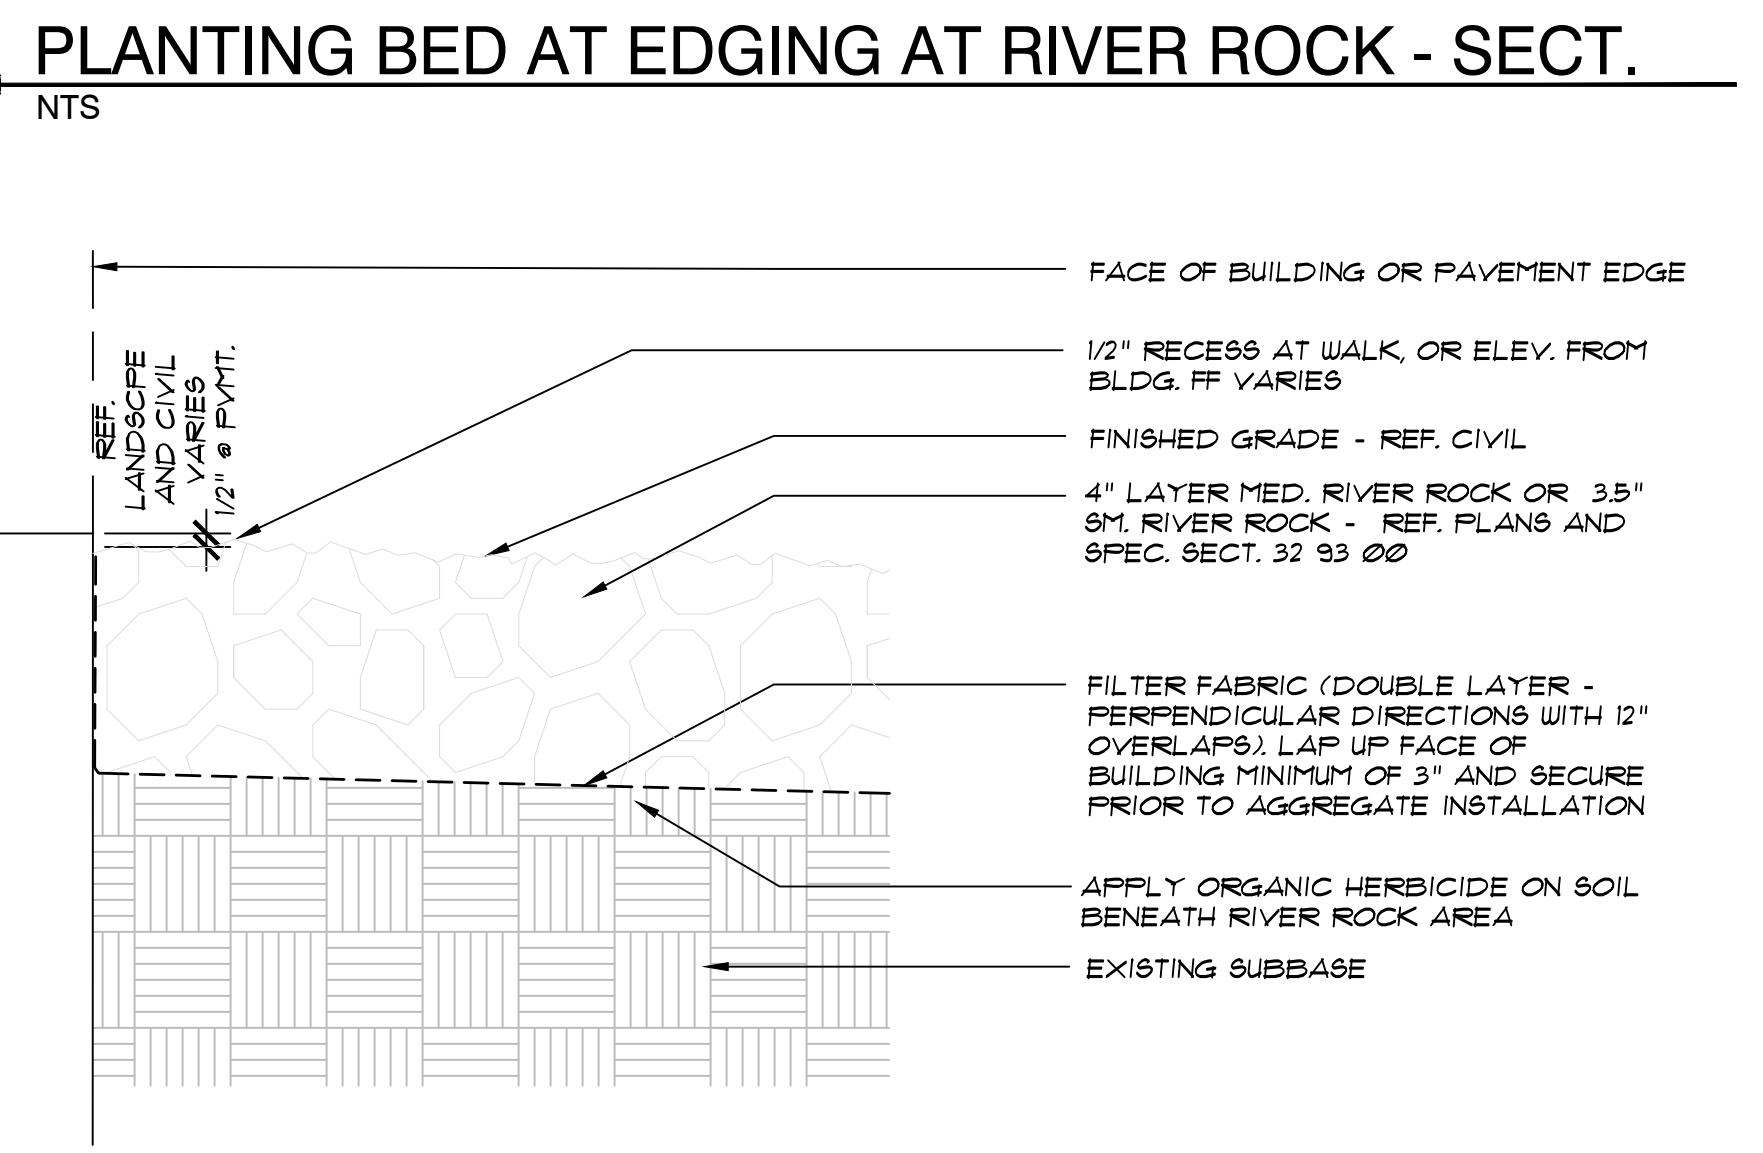 PLANTING BED AT EDGING AT RIVER ROCK - SECT.
NTS
REF.
LANDSCPE
AND CIVIL
VARIES
1/2" @ PVMT.
FACE OF BUILDING OR PAVEMENT EDGE
1/2" RECESS AT WALK, OR ELEV. FROM
BLDG. FF VARIES
FINISHED GRADE - REF. CIVIL
4" LAYER MED. RIVER ROCK OR 3.5"
SM. RIVER ROCK - REF. PLANS AND
SPEC. SECT. 32 93 00
FILTER FABRIC (DOUBLE LAYER -
PERPENDICULAR DIRECTIONS WITH 12"
OVERLAPS). LAP UP FACE OF
BUILDING MINIMUM OF 3" AND SECURE
PRIOR TO AGGREGATE INSTALLATION
APPLY ORGANIC HERBICIDE ON SOIL
BENEATH RIVER ROCK AREA
EXISTING SUBBASE